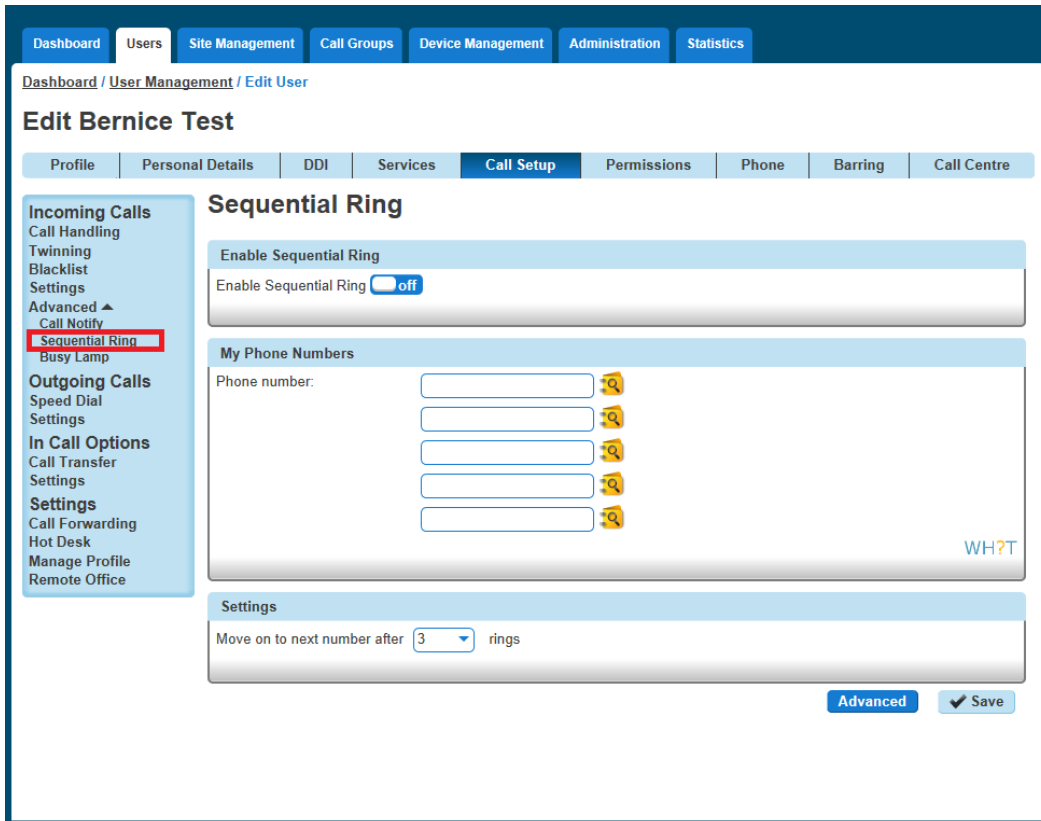 Dashboard Users Site Management Call Groups Device Management Administration Statistics
Dashboard / User Management / Edit User
Edit Bernice Test
Profile Personal Details DDI Services Call Setup Permissions Phone Barring Call Centre
Incoming Calls
Call Handling
Twinning
Blacklist
Settings
Advanced
Call Notify
Sequential Ring
Busy Lamp
Outgoing Calls
Speed Dial
Settings
In Call Options
Call Transfer
Settings
Settings
Call Forwarding
Hot Desk
Manage Profile
Remote Office
Sequential Ring
Enable Sequential Ring
Enable Sequential Ring off
My Phone Numbers
Phone number:
WH?T
Settings
Move on to next number after 3 rings
Advanced Save